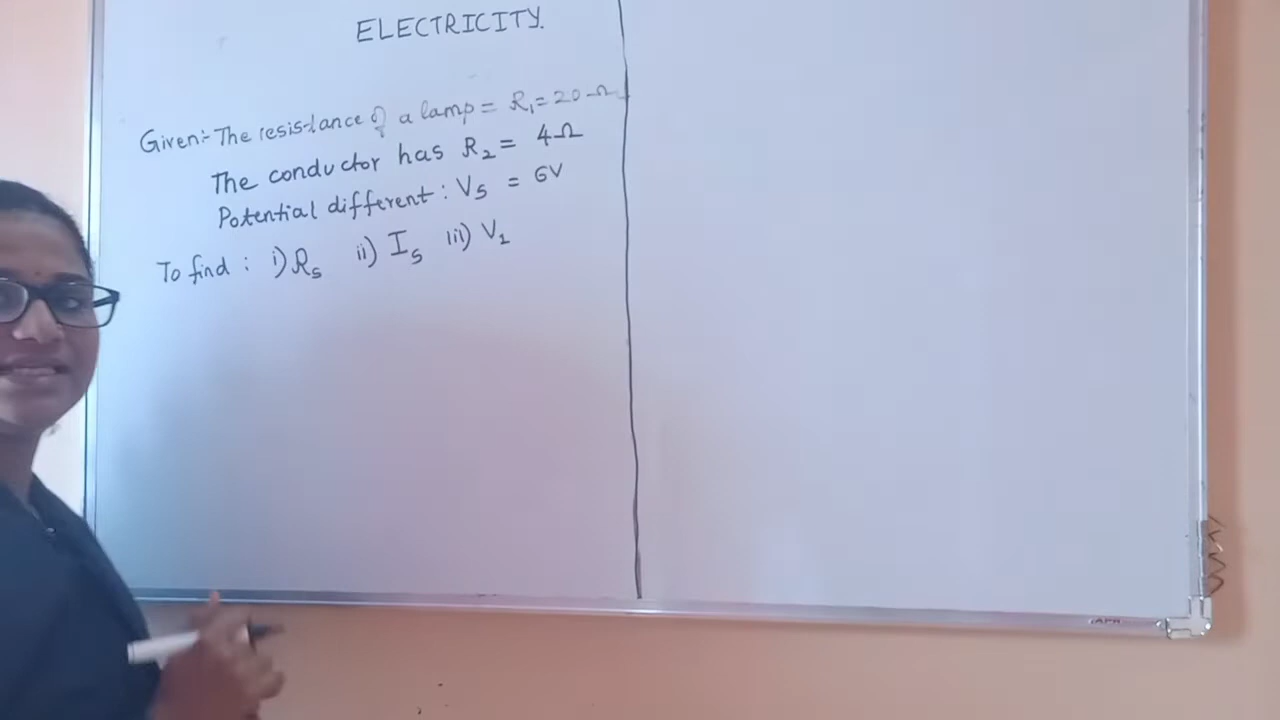 ELECTRICITY.
Given:- The resistance of a lamp = R₁ = 20 Ω
The conductor has R₂ = 4Ω
Potential different : Vs = 6V
To find : i) Rs ii) Is iii) V₁